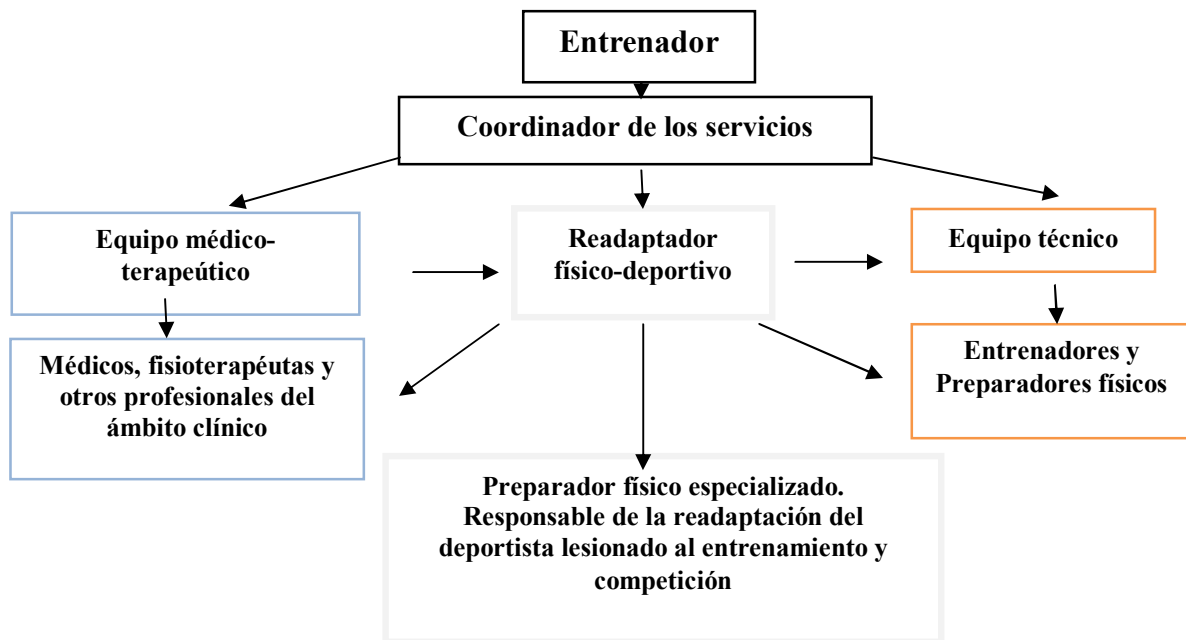 Entrenador
Coordinador de los servicios
Equipo médico-
terapeútico
Readaptador
físico-deportivo
Equipo técnico
Médicos, fisioterapéutas y
otros profesionales del
ámbito clínico
Entrenadores y
Preparadores físicos
Preparador físico especializado.
Responsable de la readaptación del
deportista lesionado al entrenamiento y
competición